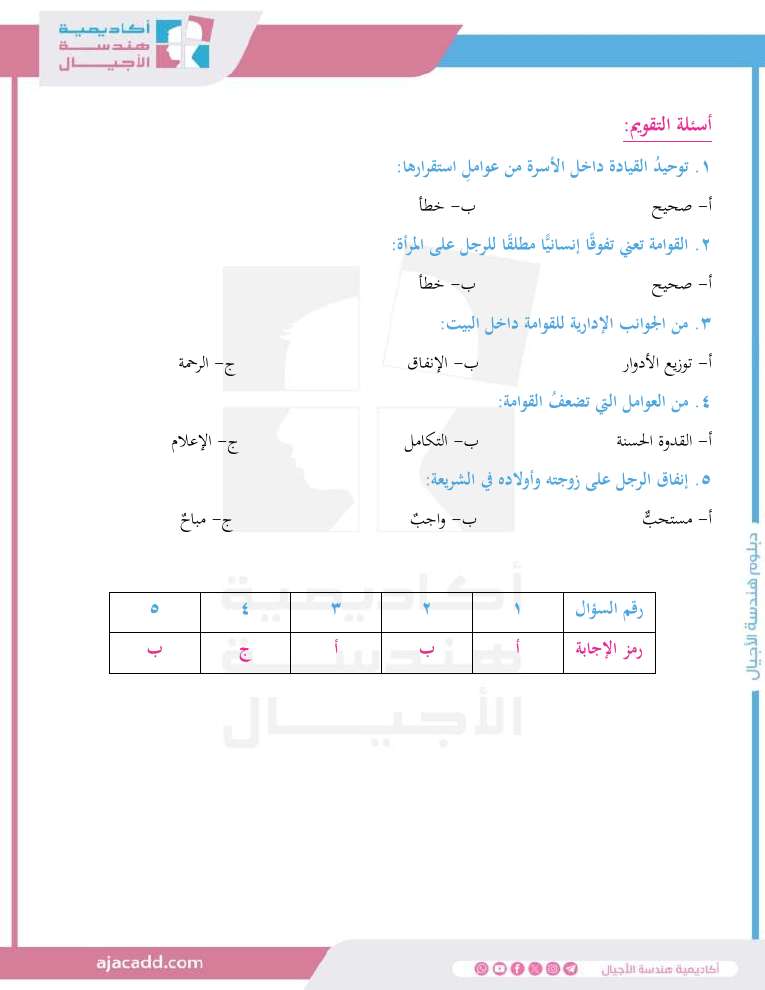 أكاديمية
هندسة
الأجيال
أسئلة التقويم:
١. توحيدُ القيادة داخل الأسرة من عواملِ استقرارها:
أ- صحيح ب- خطأ
٢. القوامة تعني تفوقًا إنسانيًّا مطلقًا للرجل على المرأة:
أ- صحيح ب- خطأ
٣. من الجوانب الإدارية للقوامة داخل البيت:
أ- توزيع الأدوار ب- الإنفاق ج- الرحمة
٤. من العوامل التي تضعفُ القوامة:
أ- القدوة الحسنة ب- التكامل ج- الإعلام
٥. إنفاق الرجل على زوجته وأولاده في الشريعة:
أ- مستحبٌّ ب- واجبٌ ج- مباحٌ
رقم السؤال ١ ٢ ٣ ٤ ٥
رمز الإجابة أ ب أ ج ب
أكاديمية
هندسة
الأجيال
دبلوم هندسة الأجيال
ajacadd.com
أكاديمية هندسة الأجيال